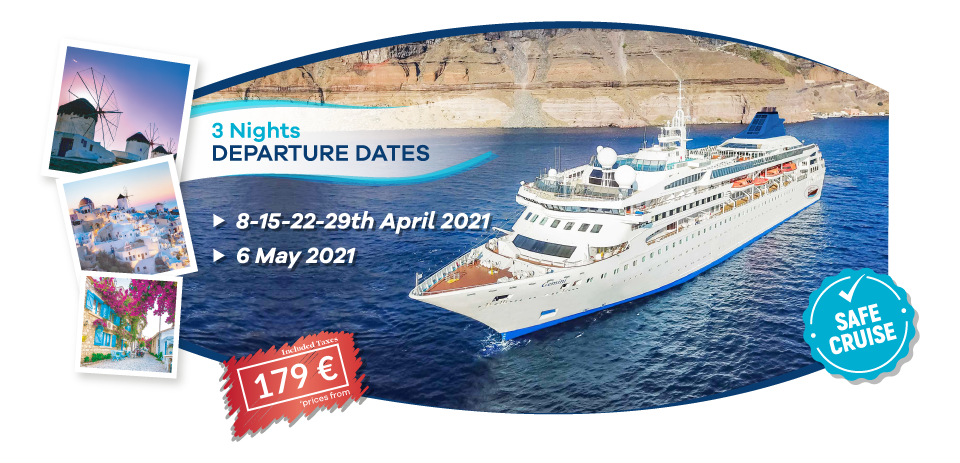 3 Nights
DEPARTURE DATES
8-15-22-29th April 2021
6 May 2021
Gemini
Included Taxes
179 €
*prices from
SAFE
CRUISE